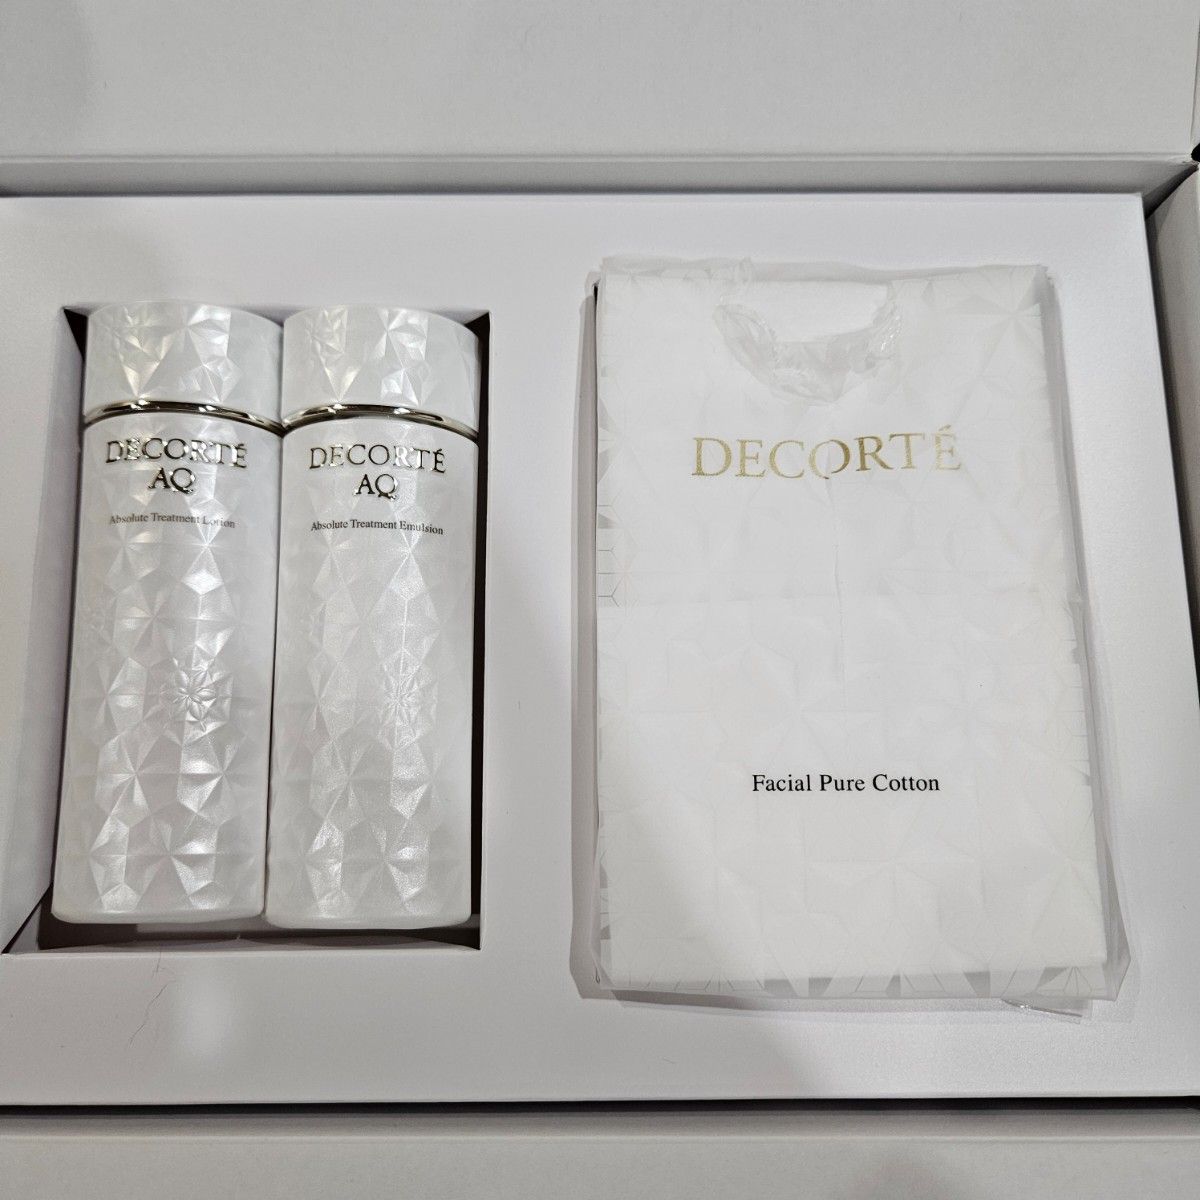 DECORTÉ
AQ
Absolute Treatment Lotion
DECORTÉ
AQ
Absolute Treatment Emulsion
DECORTÉ
Facial Pure Cotton